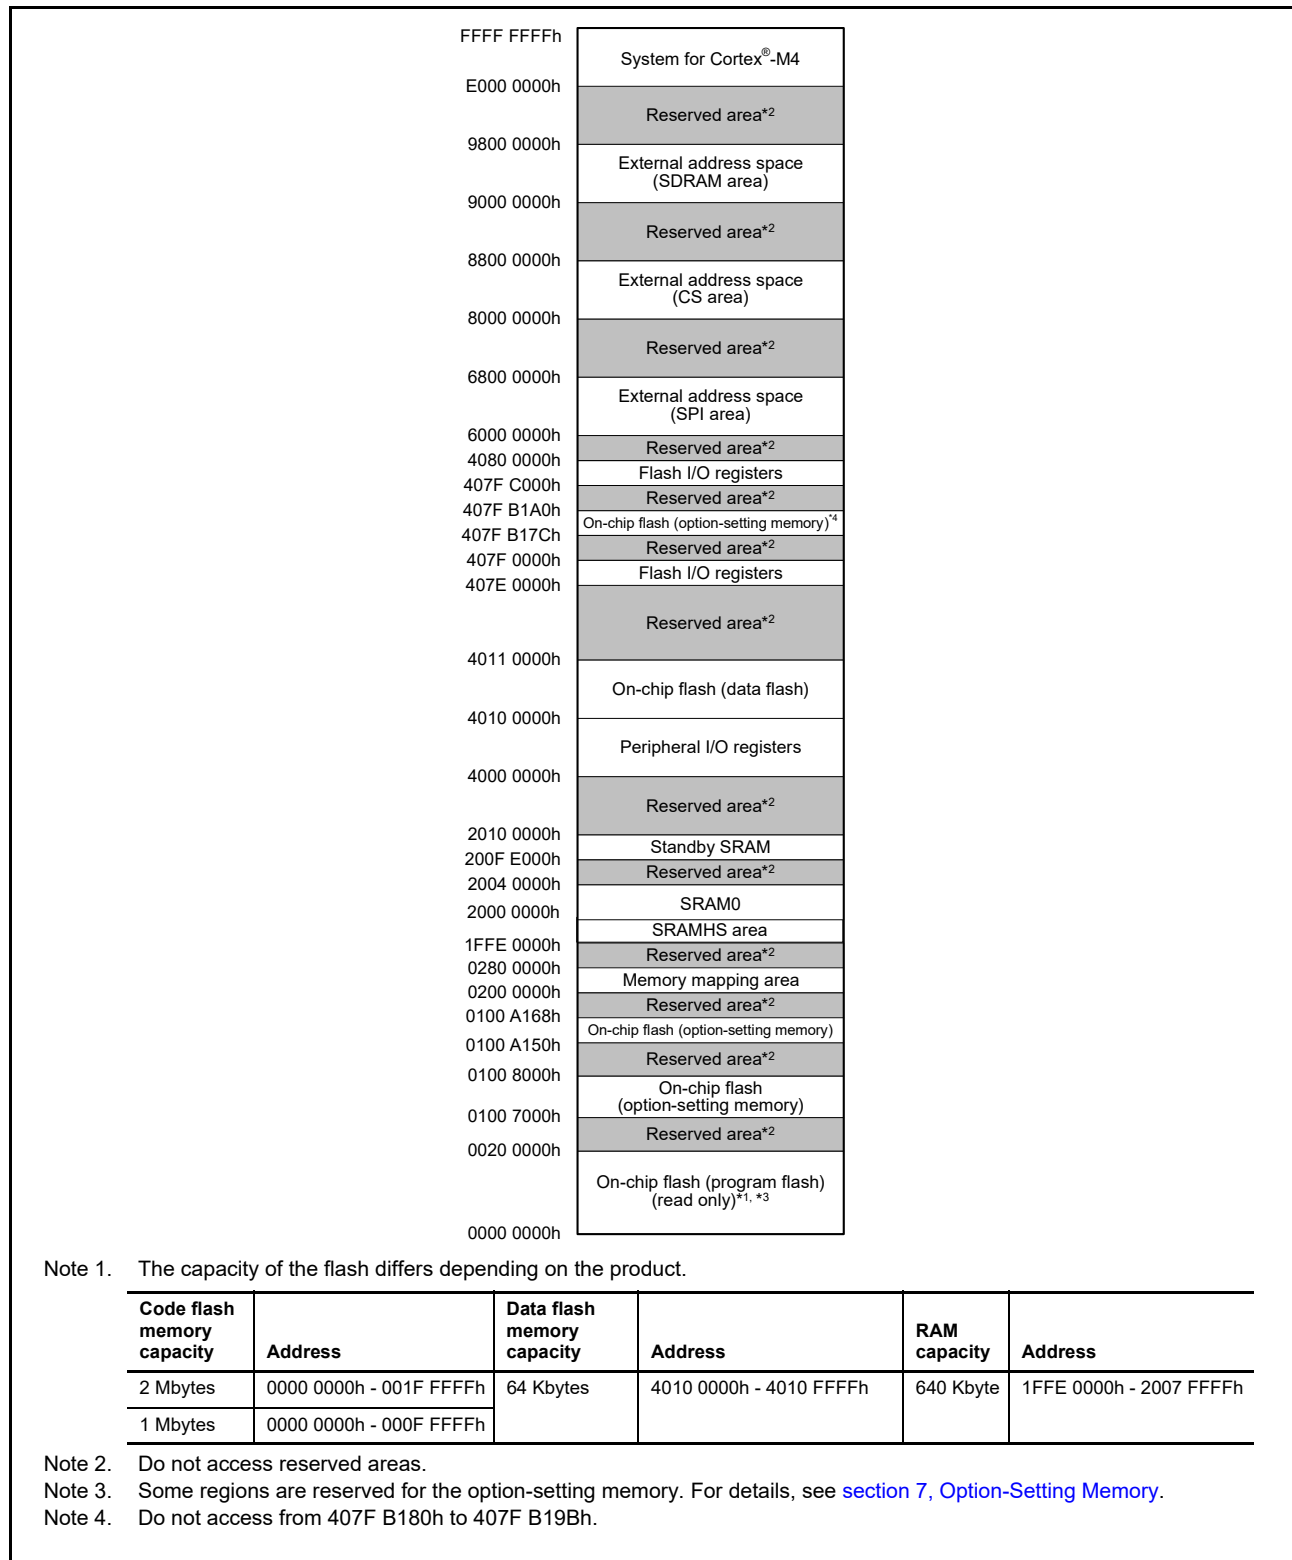 FFFF FFFFh
System for Cortex®-M4
E000 0000h
Reserved area*2
9800 0000h
External address space
(SDRAM area)
9000 0000h
Reserved area*2
8800 0000h
External address space
(CS area)
8000 0000h
Reserved area*2
6800 0000h
External address space
(SPI area)
6000 0000h
Reserved area*2
4080 0000h
Flash I/O registers
407F C000h
Reserved area*2
407F B1A0h
On-chip flash (option-setting memory)*4
407F B17Ch
Reserved area*2
407F 0000h
Flash I/O registers
407E 0000h
Reserved area*2
4011 0000h
On-chip flash (data flash)
4010 0000h
Peripheral I/O registers
4000 0000h
Reserved area*2
2010 0000h
Standby SRAM
200F E000h
Reserved area*2
2004 0000h
SRAM0
2000 0000h
SRAMHS area
1FFE 0000h
Reserved area*2
0280 0000h
Memory mapping area
0200 0000h
Reserved area*2
0100 A168h
On-chip flash (option-setting memory)
0100 A150h
Reserved area*2
0100 8000h
On-chip flash
(option-setting memory)
0100 7000h
Reserved area*2
0020 0000h
On-chip flash (program flash)
(read only)*1, *3
0000 0000h
Note 1. The capacity of the flash differs depending on the product.
Code flash memory capacity Address Data flash memory capacity Address RAM capacity Address
2 Mbytes 0000 0000h - 001F FFFFh 64 Kbytes 4010 0000h - 4010 FFFFh 640 Kbyte 1FFE 0000h - 2007 FFFFh
1 Mbytes 0000 0000h - 000F FFFFh
Note 2. Do not access reserved areas.
Note 3. Some regions are reserved for the option-setting memory. For details, see section 7, Option-Setting Memory.
Note 4. Do not access from 407F B180h to 407F B19Bh.